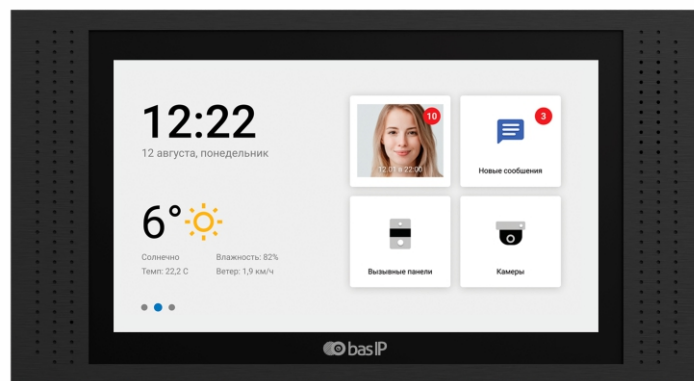 12:22
12 августа, понедельник
6°
Солнечно
Влажность: 82%
Темп: 22,2 С
Ветер: 1,9 км/ч
10
12.01 в 22:00
3
Новые сообщения
Вызывные панели
Камеры
bas IP